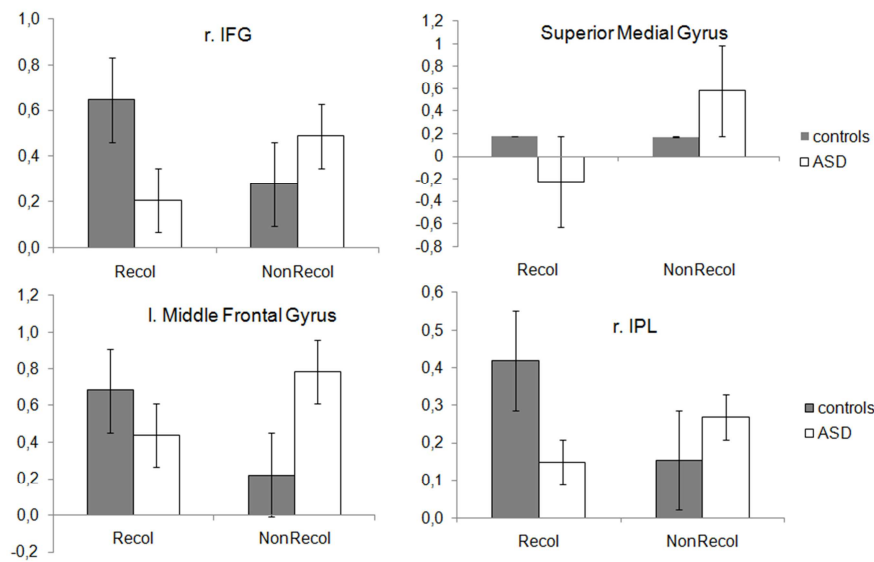 r. IFG
1,0
0,8
0,6
0,4
0,2
0,0
Recol NonRecol
Superior Medial Gyrus
1,2
1
0,8
0,6
0,4
0,2
0
-0,2
-0,4
-0,6
-0,8
Recol NonRecol
controls
ASD
l. Middle Frontal Gyrus
1,2
1,0
0,8
0,6
0,4
0,2
0,0
-0,2
Recol NonRecol
r. IPL
0,6
0,5
0,4
0,3
0,2
0,1
0,0
Recol NonRecol
controls
ASD